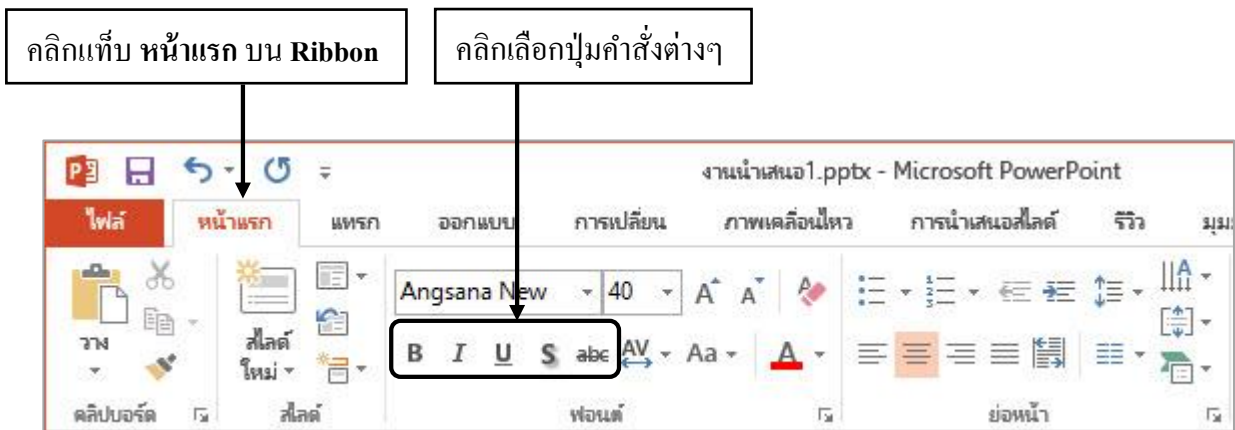 คลิกแท็บ หน้าแรก บน Ribbon
คลิกเลือกปุ่มคำสั่งต่างๆ
งานนำเสนอ1.pptx - Microsoft PowerPoint
ไฟล์ หน้าแรก แทรก ออกแบบ การเปลี่ยน ภาพเคลื่อนไหว การนำเสนอสไลด์ รีวิว มุม
วาง
สไลด์
ใหม่
Angsana New 40
B I U S abc AV Aa A
คลิปบอร์ด สไลด์ ฟอนต์ ย่อหน้า